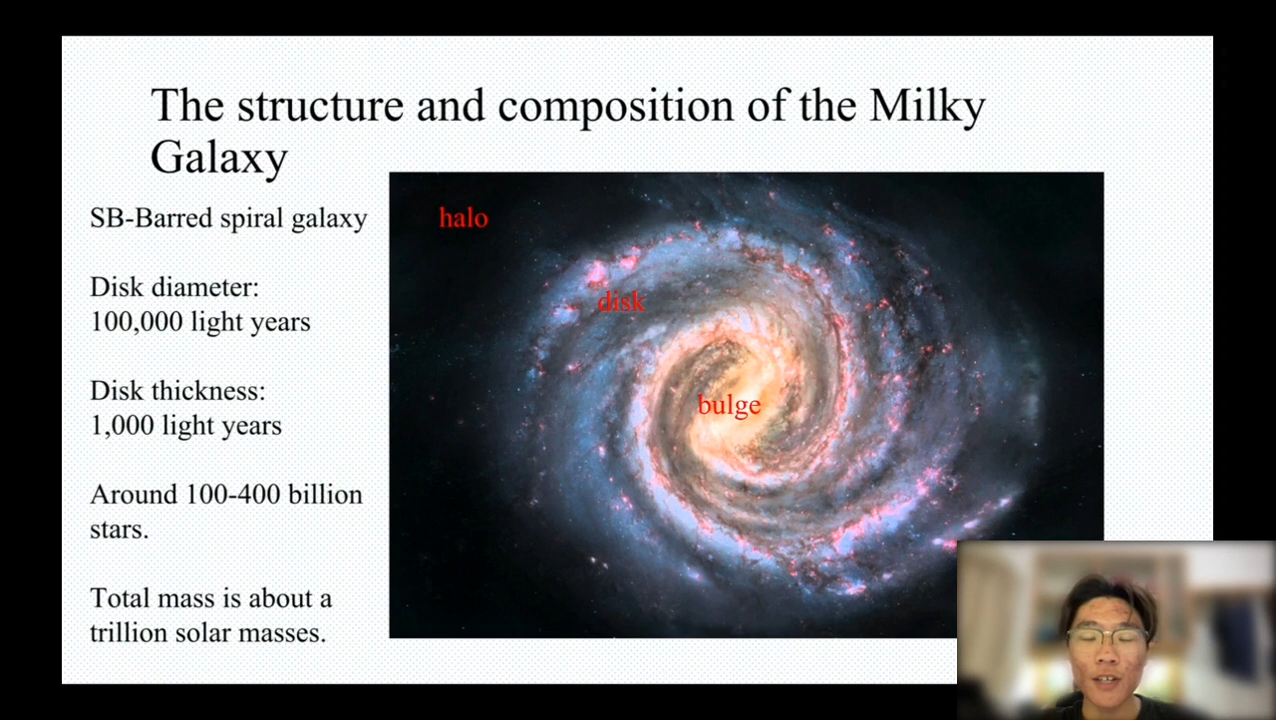 The structure and composition of the Milky
Galaxy
SB-Barred spiral galaxy
Disk diameter:
100,000 light years
Disk thickness:
1,000 light years
Around 100-400 billion
stars.
Total mass is about a
trillion solar masses.
halo
disk
bulge